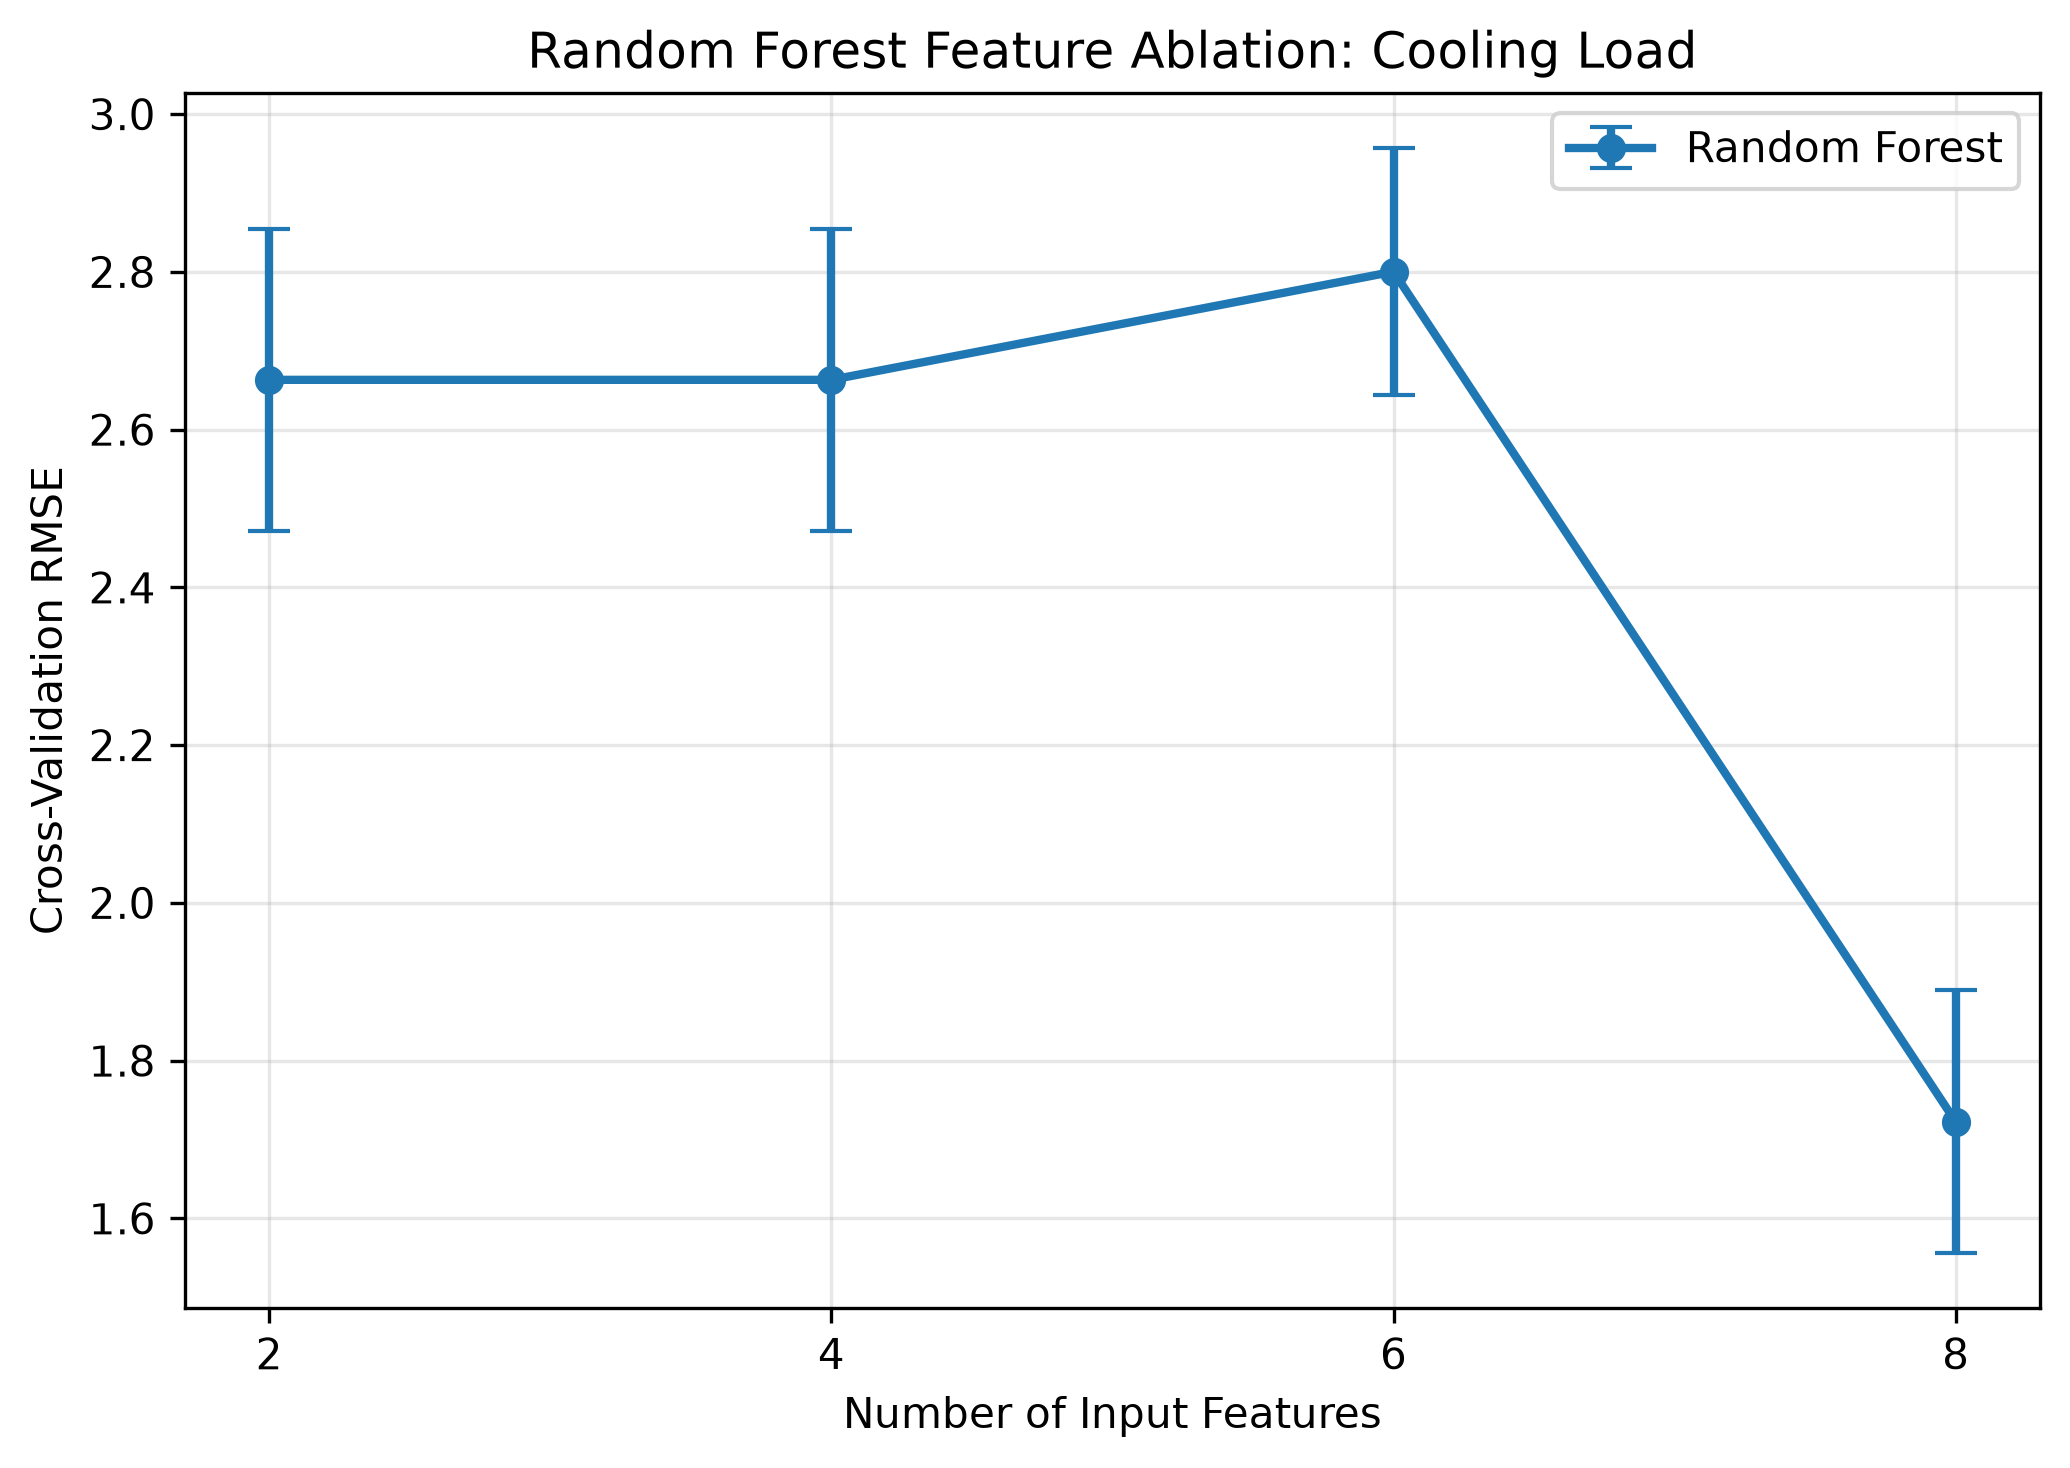 Random Forest Feature Ablation: Cooling Load
Random Forest
Cross-Validation RMSE
3.0
2.8
2.6
2.4
2.2
2.0
1.8
1.6
2 4 6 8
Number of Input Features